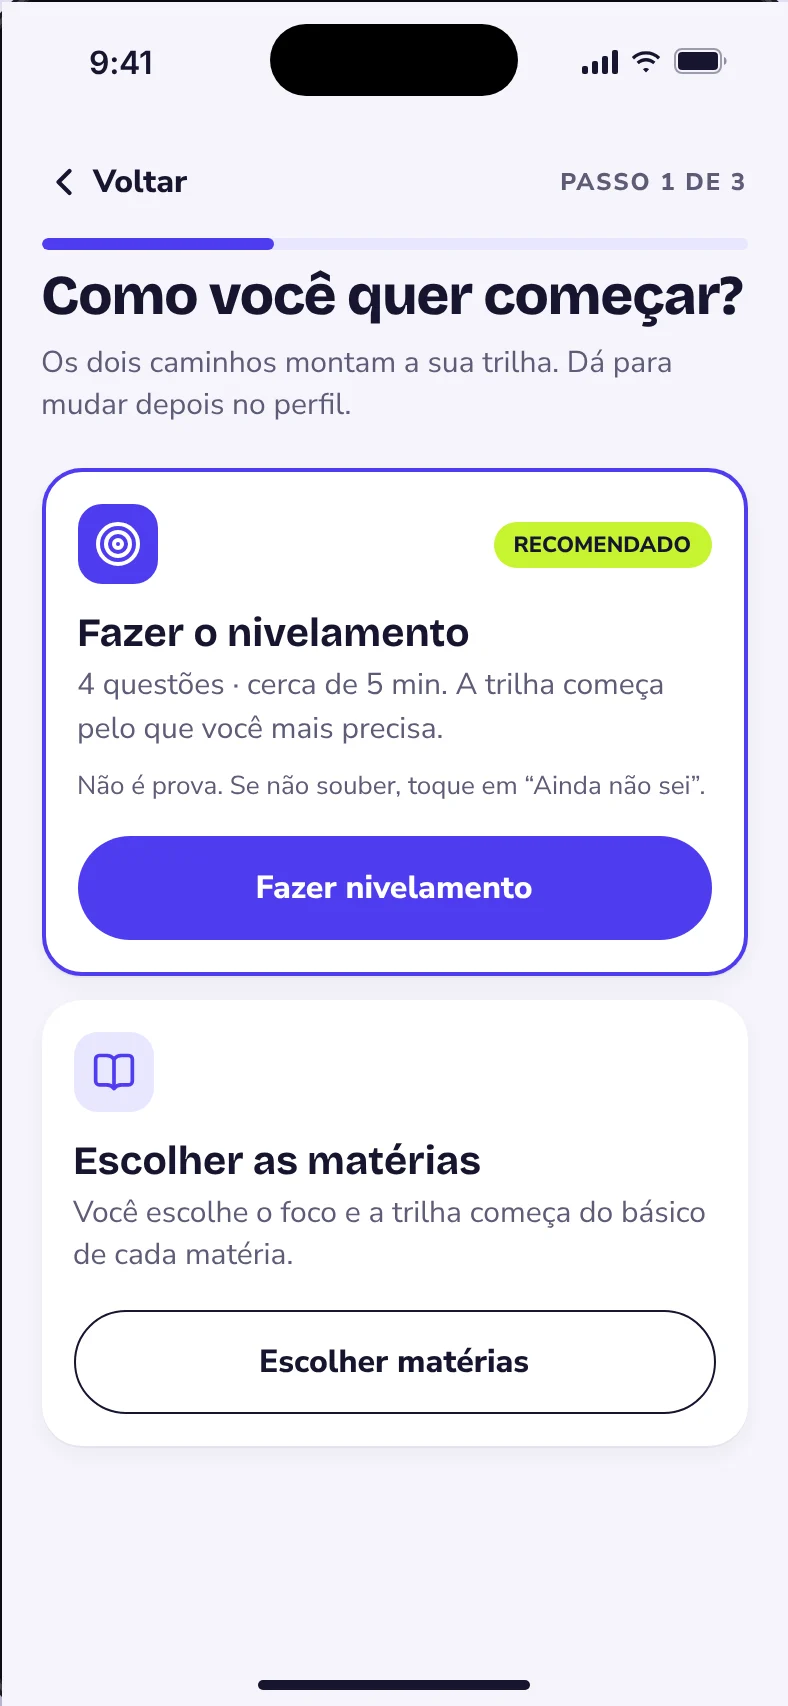 9:41
Voltar
PASSO 1 DE 3
Como você quer começar?
Os dois caminhos montam a sua trilha. Dá para
mudar depois no perfil.
RECOMENDADO
Fazer o nivelamento
4 questões · cerca de 5 min. A trilha começa
pelo que você mais precisa.
Não é prova. Se não souber, toque em “Ainda não sei”.
Fazer nivelamento
Escolher as matérias
Você escolhe o foco e a trilha começa do básico
de cada matéria.
Escolher matérias